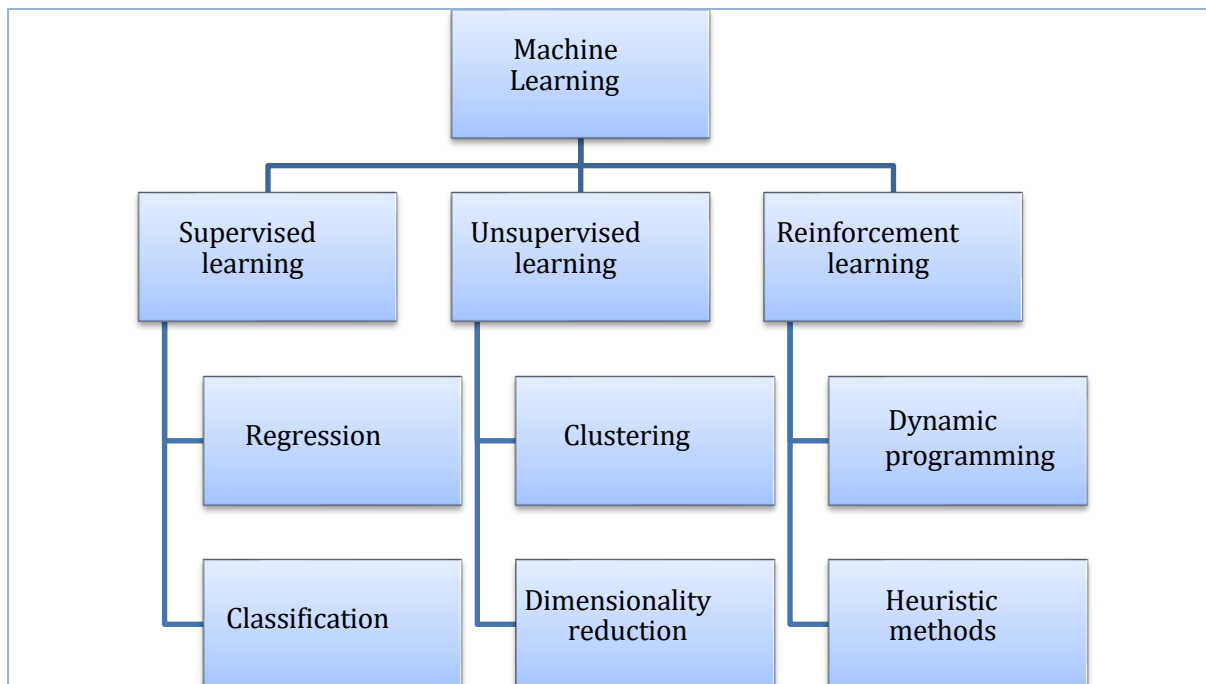 Machine
Learning
Supervised
learning
Unsupervised
learning
Reinforcement
learning
Regression
Clustering
Dynamic
programming
Classification
Dimensionality
reduction
Heuristic
methods